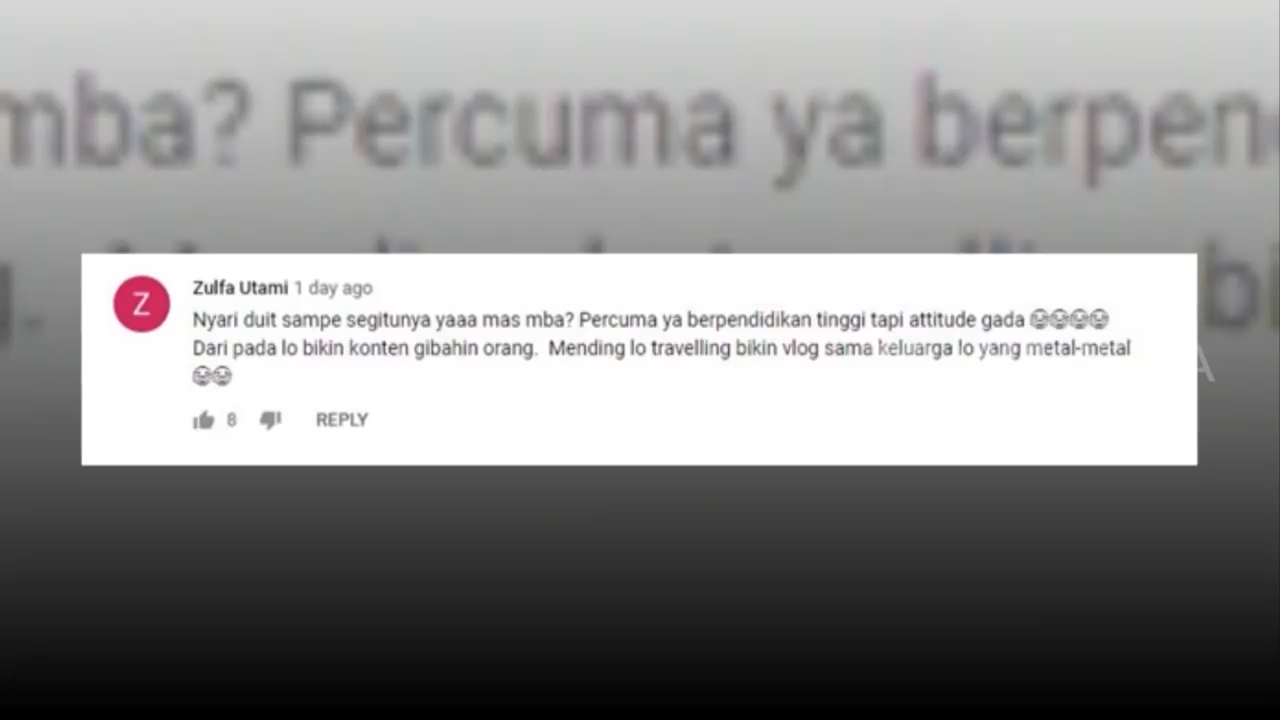 mba? Percuma ya berpen
Z
Zulfa Utami 1 day ago
Nyari duit sampe segitunya yaaa mas mba? Percuma ya berpendidikan tinggi tapi attitude gada 😂😂😂😂
Dari pada lo bikin konten gibahin orang. Mending lo travelling bikin vlog sama keluarga lo yang metal-metal
😂😂
8 REPLY
A